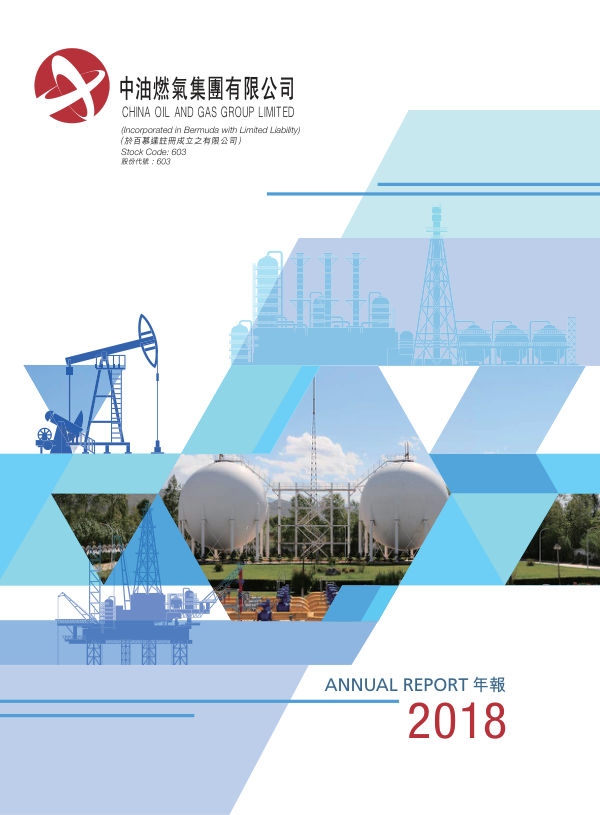 中油燃氣集團有限公司
CHINA OIL AND GAS GROUP LIMITED
(Incorporated in Bermuda with Limited Liability)
(於百慕達註冊成立之有限公司)
Stock Code: 603
股份代號：603
ANNUAL REPORT 年報
2018